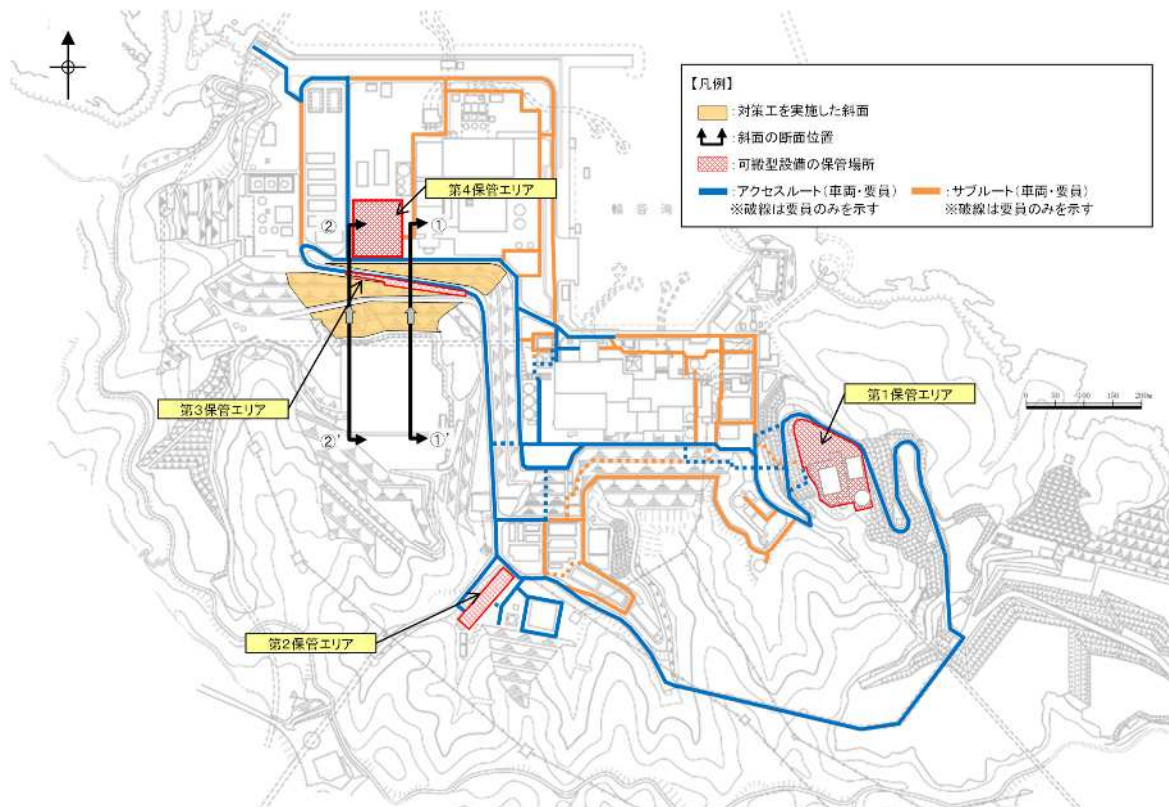 【凡例】
：対策工を実施した斜面
：斜面の断面位置
：可搬型設備の保管場所
：アクセスルート(車両・要員)
※破線は要員のみを示す
：サブルート(車両・要員)
※破線は要員のみを示す
第4保管エリア
輪谷湾
②
①
第3保管エリア
第1保管エリア
②'
①'
200m
第2保管エリア